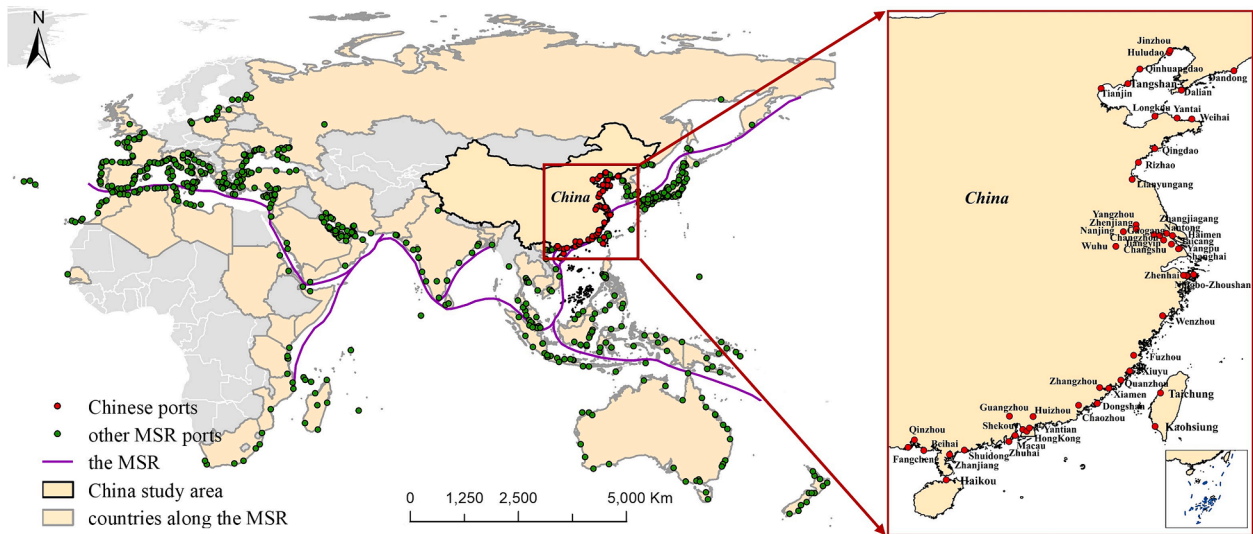 N
China
Chinese ports
other MSR ports
the MSR
China study area
countries along the MSR
0 1,250 2,500 5,000 Km
Jinzhou
Huludao
Qinhuangdao
Dandong
Tangshan
Tianjin
Dalian
Longkou
Yantai
Weihai
Qingdao
Rizhao
Lianyungang
China
Yangzhou
Zhenjiang
Zhangjiagang
Nantong
Nanjing
Gaogang
Haimen
Changzhou
Jiangyin
Taicang
Wuhu
Changshu
Yangpu
Shanghai
Zhenhai
Ningbo-Zhoushan
Wenzhou
Fuzhou
Xiuyu
Zhangzhou
Quanzhou
Xiamen
Taichung
Guangzhou
Huizhou
Dongshan
Chaozhou
Shekou
Yantian
Kaohsiung
Qinzhou
HongKong
Beihai
Macau
Fangcheng
Shuidong
Zhuhai
Zhanjiang
Haikou